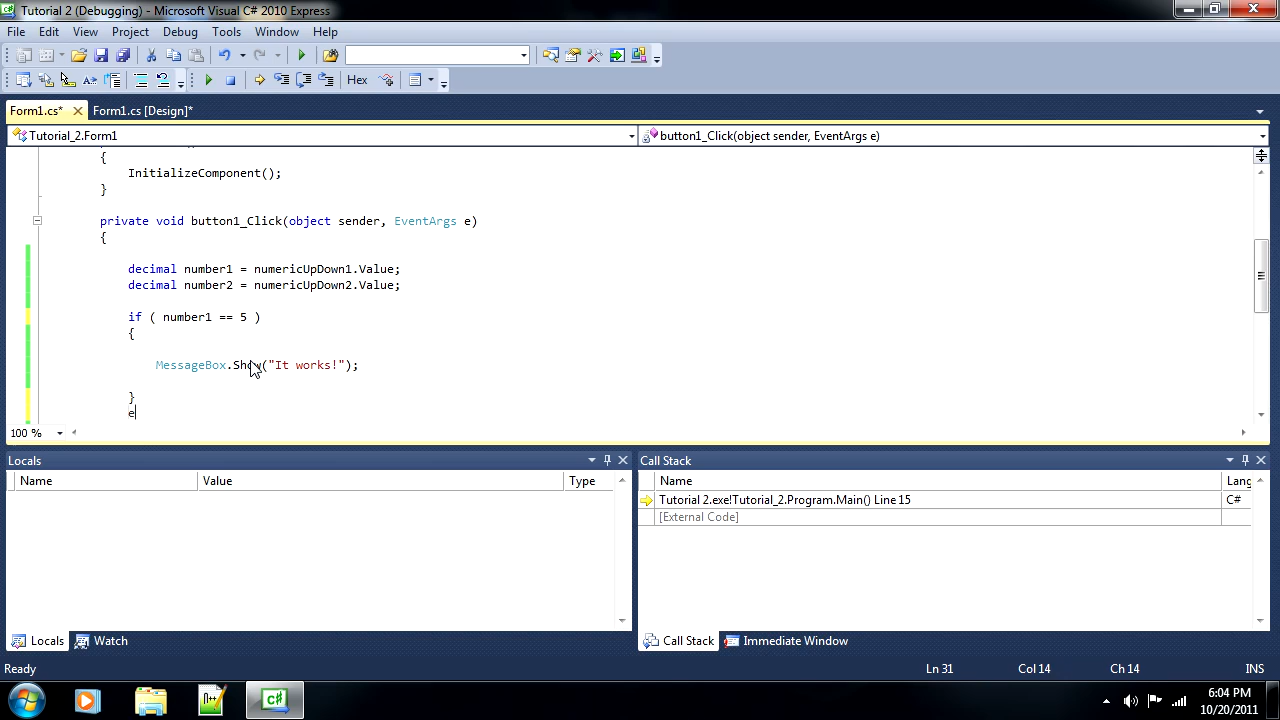 Tutorial 2 (Debugging) - Microsoft Visual C# 2010 Express
File Edit View Project Debug Tools Window Help
Hex
Form1.cs* Form1.cs [Design]*
Tutorial_2.Form1 button1_Click(object sender, EventArgs e)
{
InitializeComponent();
}
private void button1_Click(object sender, EventArgs e)
{
decimal number1 = numericUpDown1.Value;
decimal number2 = numericUpDown2.Value;
if ( number1 == 5 )
{
MessageBox.Show("It works!");
}
e
100 %
Locals Call Stack
Name Value Type Name Lang
Tutorial 2.exe!Tutorial_2.Program.Main() Line 15 C#
[External Code]
Locals Watch Call Stack Immediate Window
Ready Ln 31 Col 14 Ch 14 INS
6:04 PM
10/20/2011